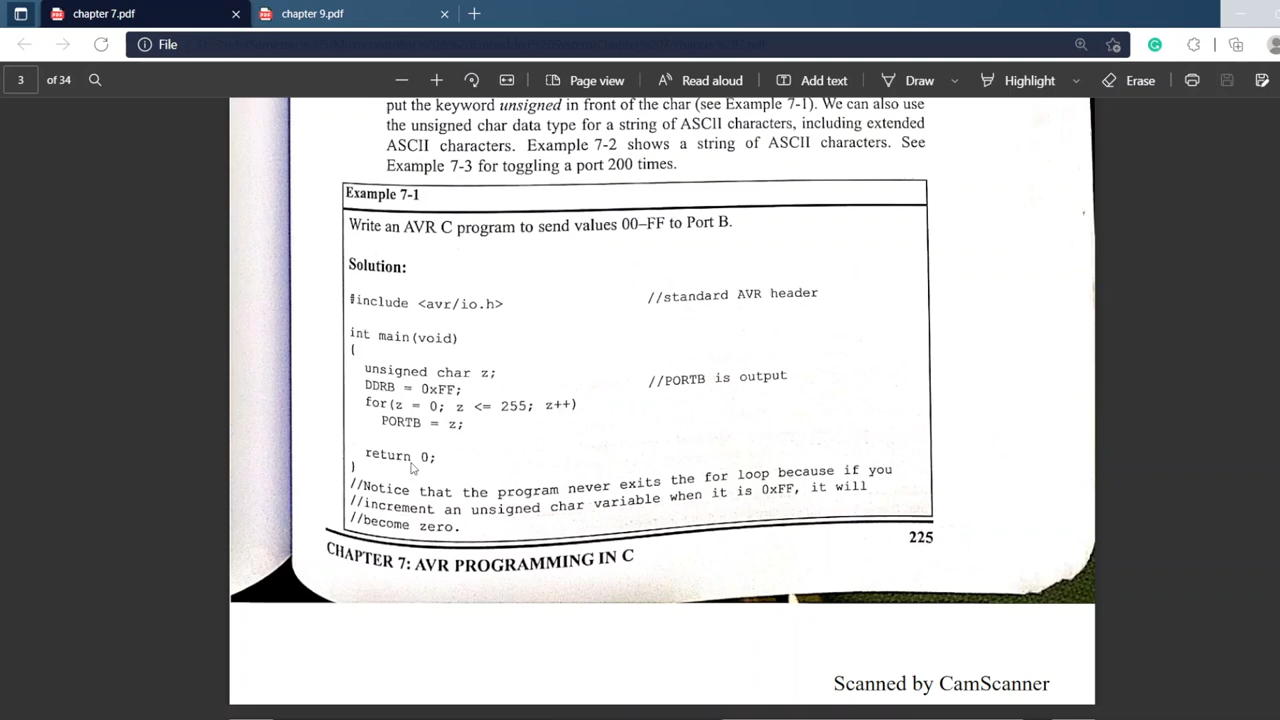 chapter 7.pdf
chapter 9.pdf
File
3 of 34
Page view
Read aloud
Add text
Draw
Highlight
Erase
put the keyword unsigned in front of the char (see Example 7-1). We can also use
the unsigned char data type for a string of ASCII characters, including extended
ASCII characters. Example 7-2 shows a string of ASCII characters. See
Example 7-3 for toggling a port 200 times.
Example 7-1
Write an AVR C program to send values 00–FF to Port B.
Solution:
#include <avr/io.h> //standard AVR header
int main(void)
{
unsigned char z;
DDRB = 0xFF; //PORTB is output
for(z = 0; z <= 255; z++)
PORTB = z;
return 0;
}
//Notice that the program never exits the for loop because if you
//increment an unsigned char variable when it is 0xFF, it will
//become zero.
225
CHAPTER 7: AVR PROGRAMMING IN C
Scanned by CamScanner